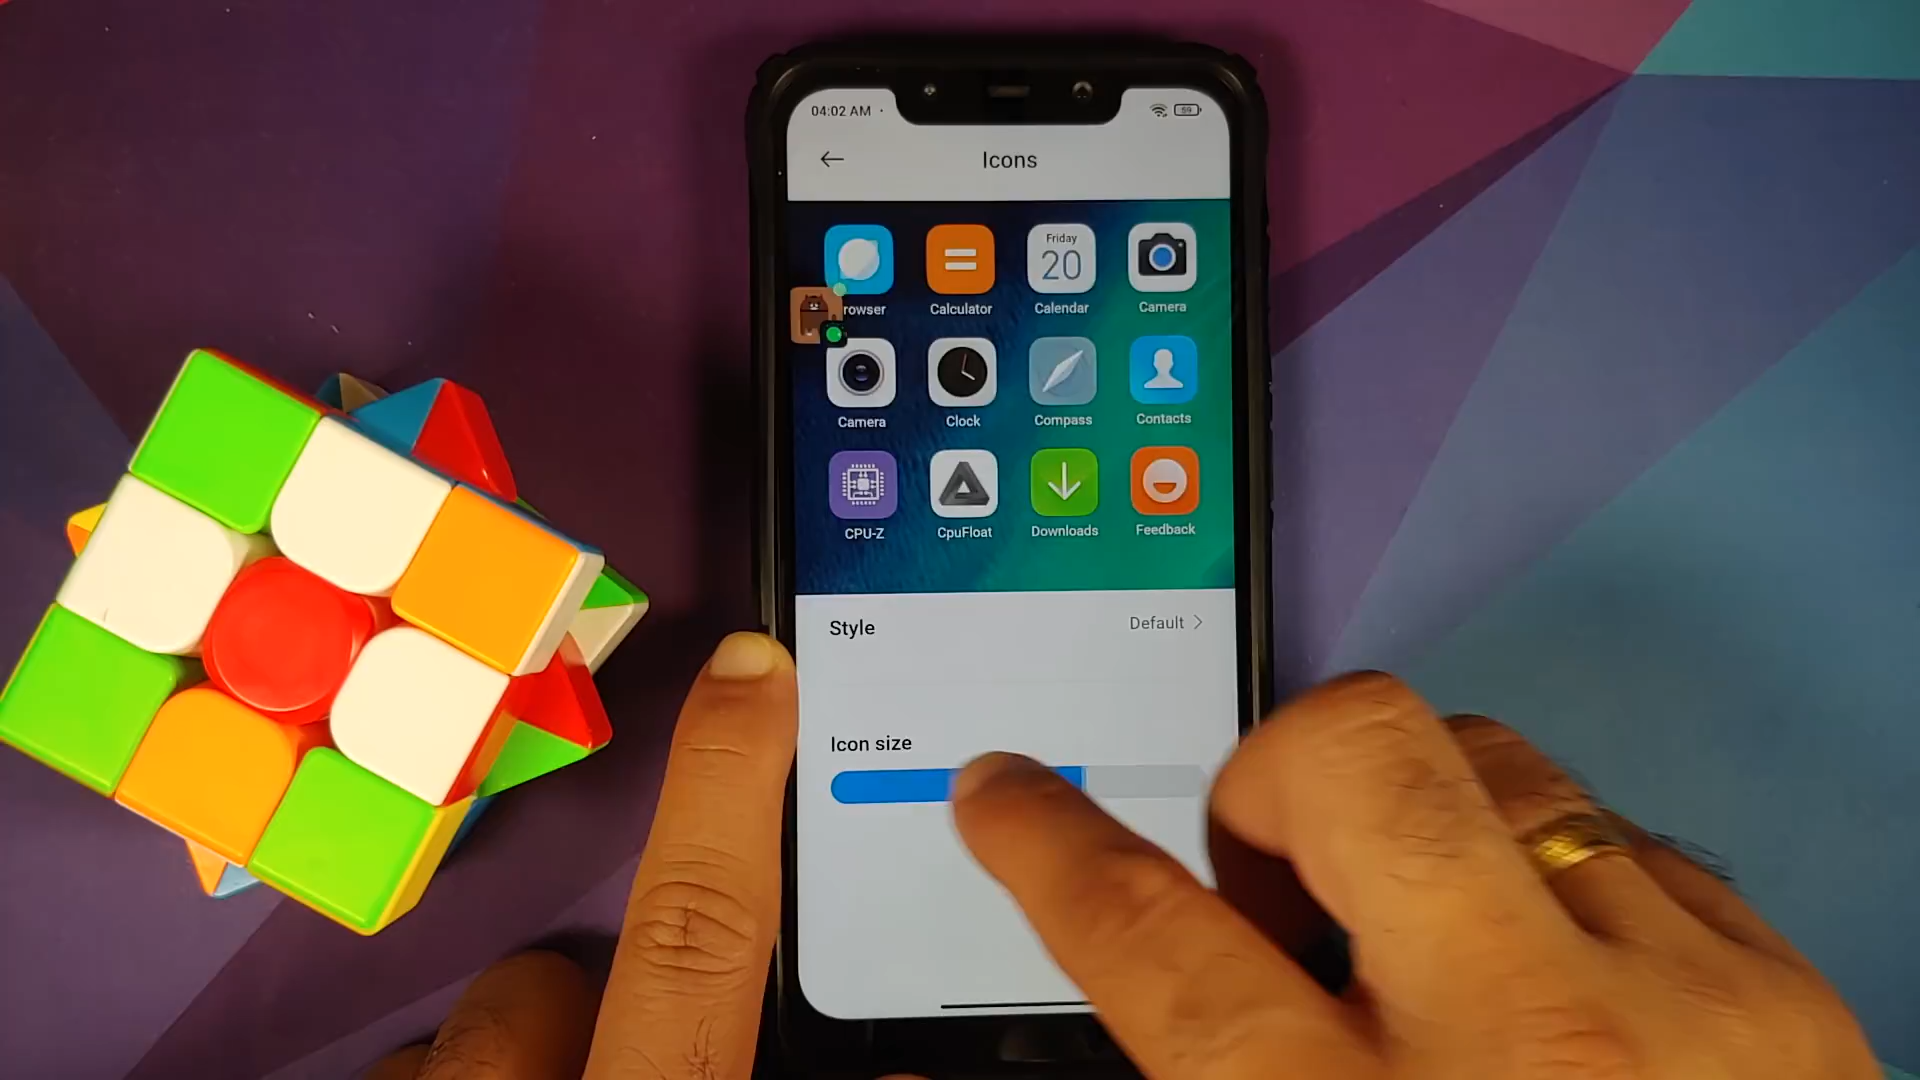 04:02 AM
59
Icons
Friday
20
rowser
Calculator
Calendar
Camera
Camera
Clock
Compass
Contacts
CPU-Z
CpuFloat
Downloads
Feedback
Style
Default
Icon size